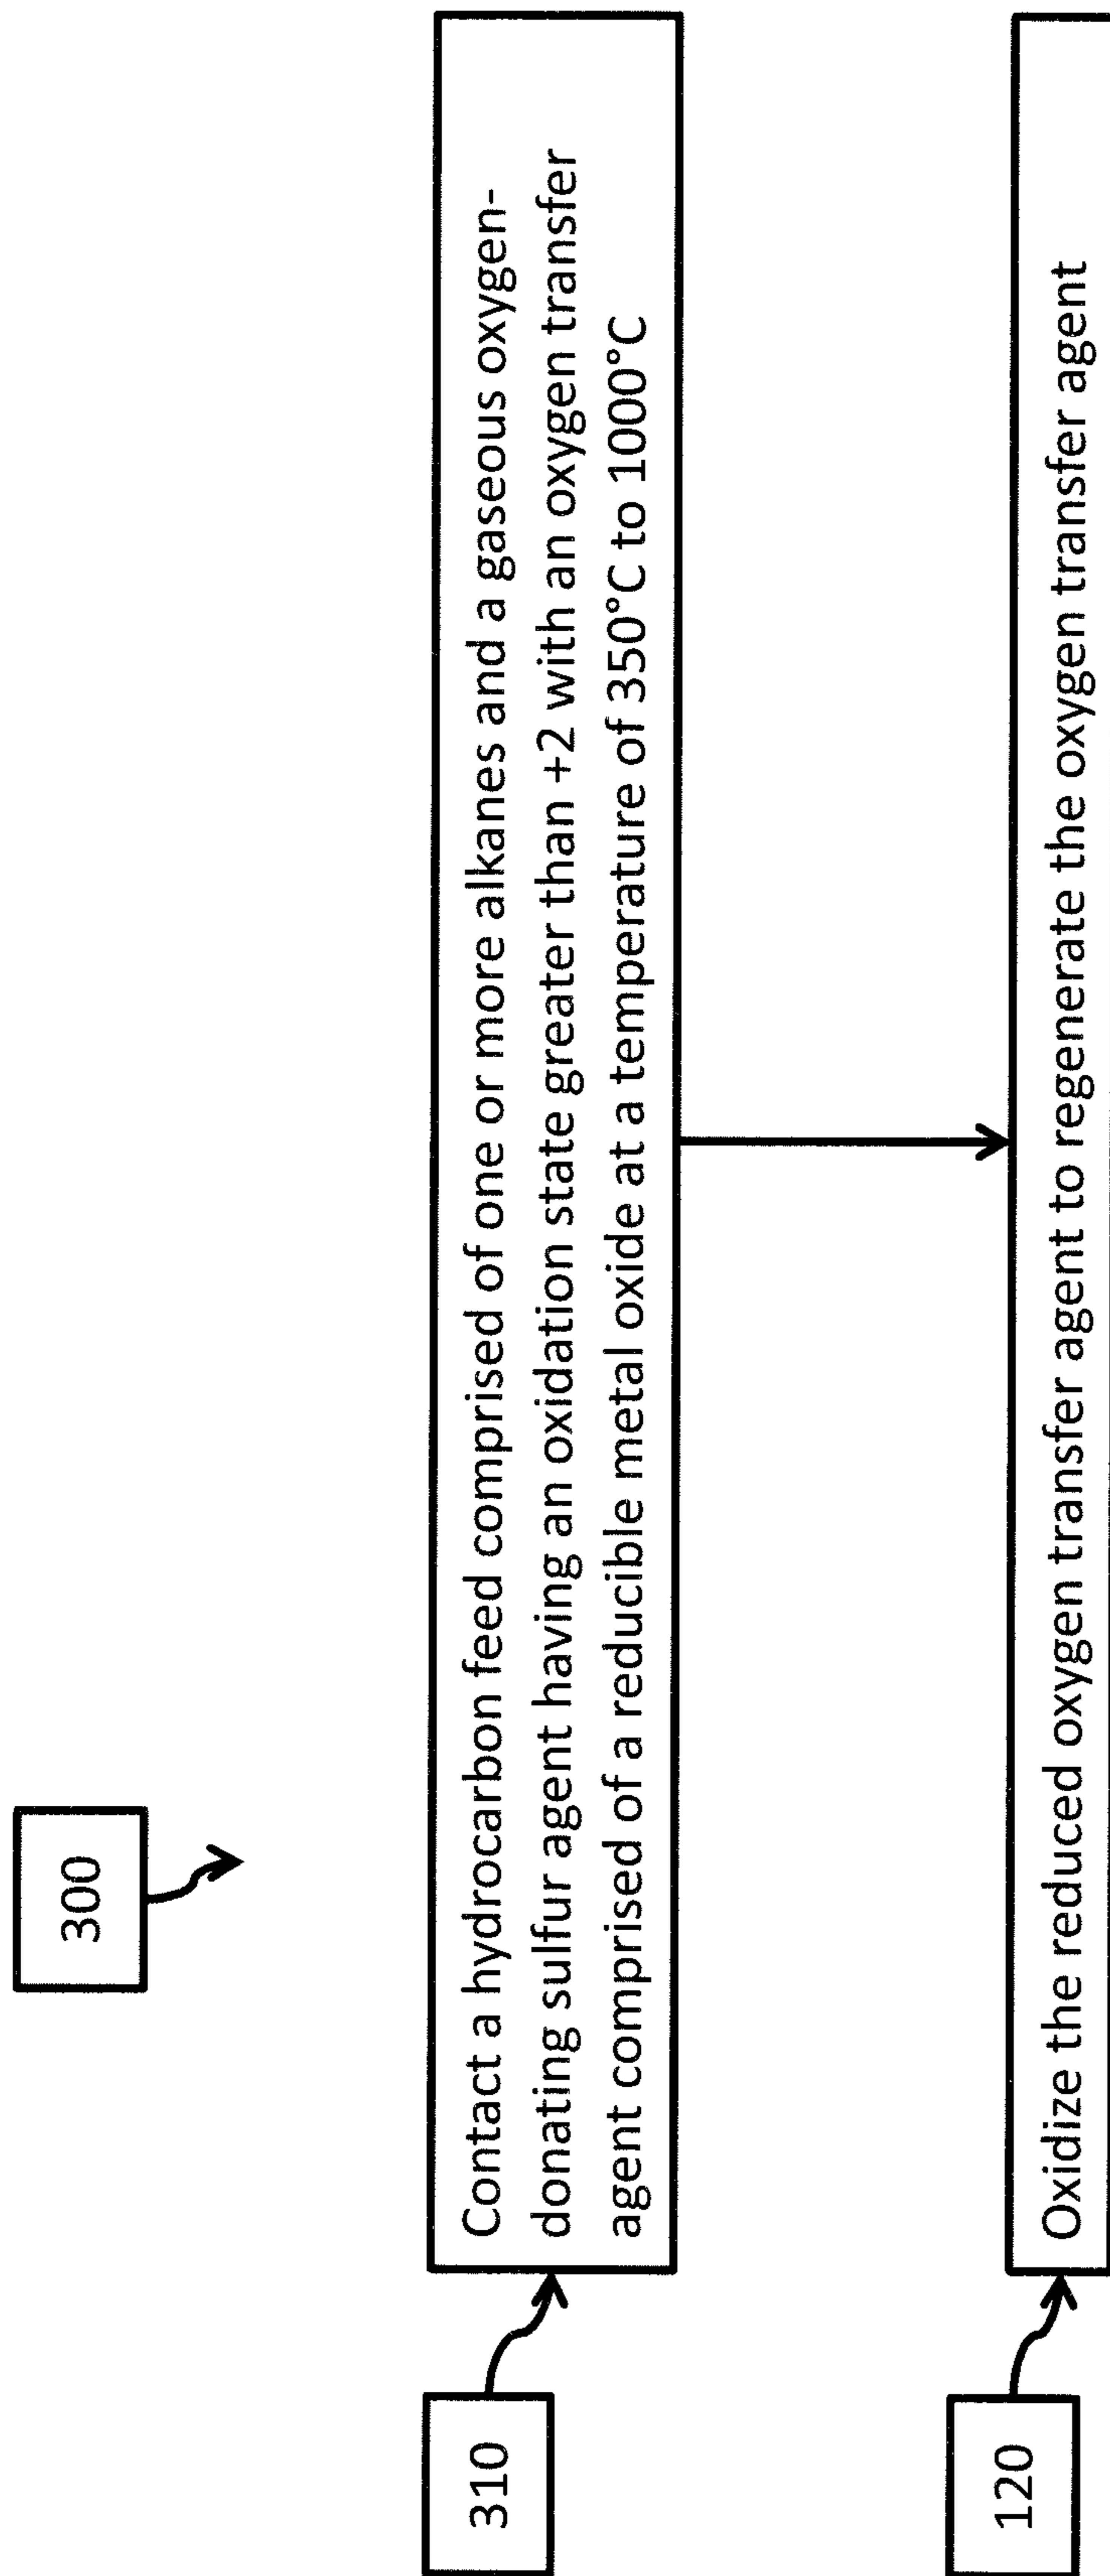 300
310
Contact a hydrocarbon feed comprised of one or more alkanes and a gaseous oxygen-
donating sulfur agent having an oxidation state greater than +2 with an oxygen transfer
agent comprised of a reducible metal oxide at a temperature of 350°C to 1000°C
120
Oxidize the reduced oxygen transfer agent to regenerate the oxygen transfer agent